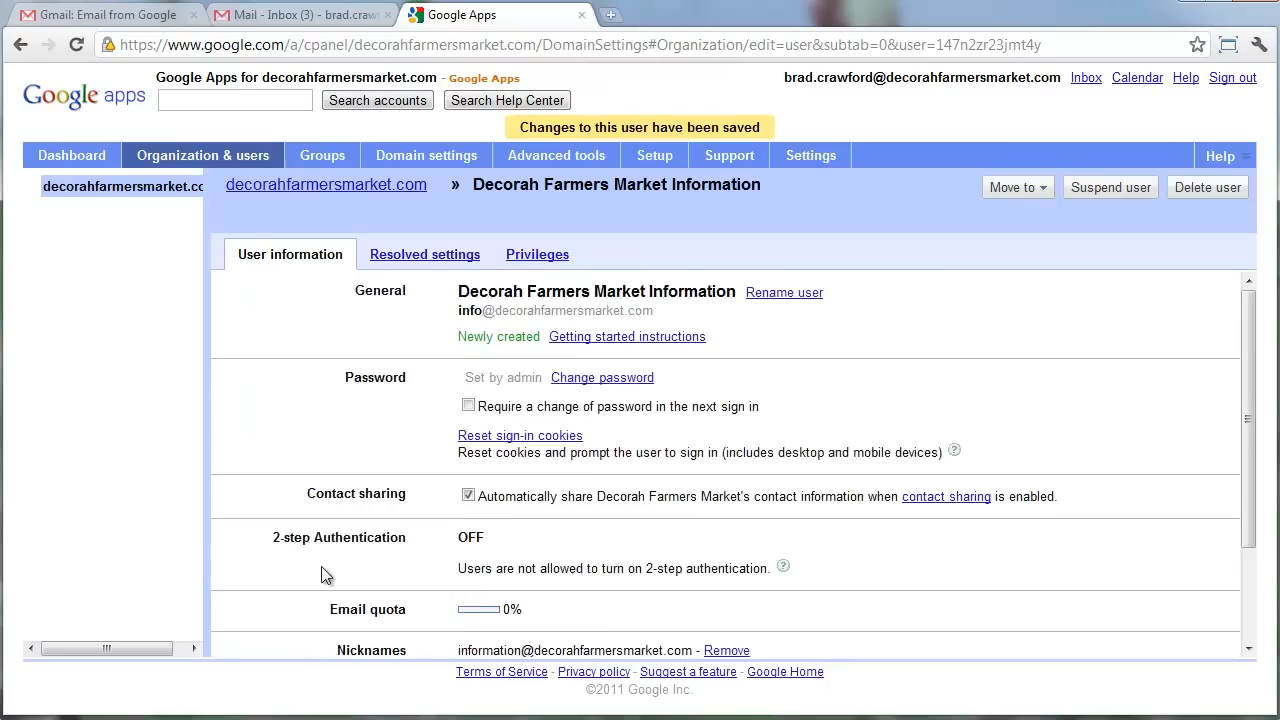 Gmail: Email from Google
Mail - Inbox (3) - brad.craw
Google Apps
https://www.google.com/a/cpanel/decorahfarmersmarket.com/DomainSettings#Organization/edit=user&subtab=0&user=147n2zr23jmt4y
Google apps
Google Apps for decorahfarmersmarket.com - Google Apps
brad.crawford@decorahfarmersmarket.com Inbox Calendar Help Sign out
Search accounts Search Help Center
Changes to this user have been saved
Dashboard Organization & users Groups Domain settings Advanced tools Setup Support Settings Help
decorahfarmersmarket.co
decorahfarmersmarket.com » Decorah Farmers Market Information
Move to Suspend user Delete user
User information Resolved settings Privileges
General Decorah Farmers Market Information Rename user
info@decorahfarmersmarket.com
Newly created Getting started instructions
Password Set by admin Change password
Require a change of password in the next sign in
Reset sign-in cookies
Reset cookies and prompt the user to sign in (includes desktop and mobile devices) ?
Contact sharing Automatically share Decorah Farmers Market's contact information when contact sharing is enabled.
2-step Authentication OFF
Users are not allowed to turn on 2-step authentication. ?
Email quota 0%
Nicknames information@decorahfarmersmarket.com - Remove
Terms of Service - Privacy policy - Suggest a feature - Google Home
©2011 Google Inc.